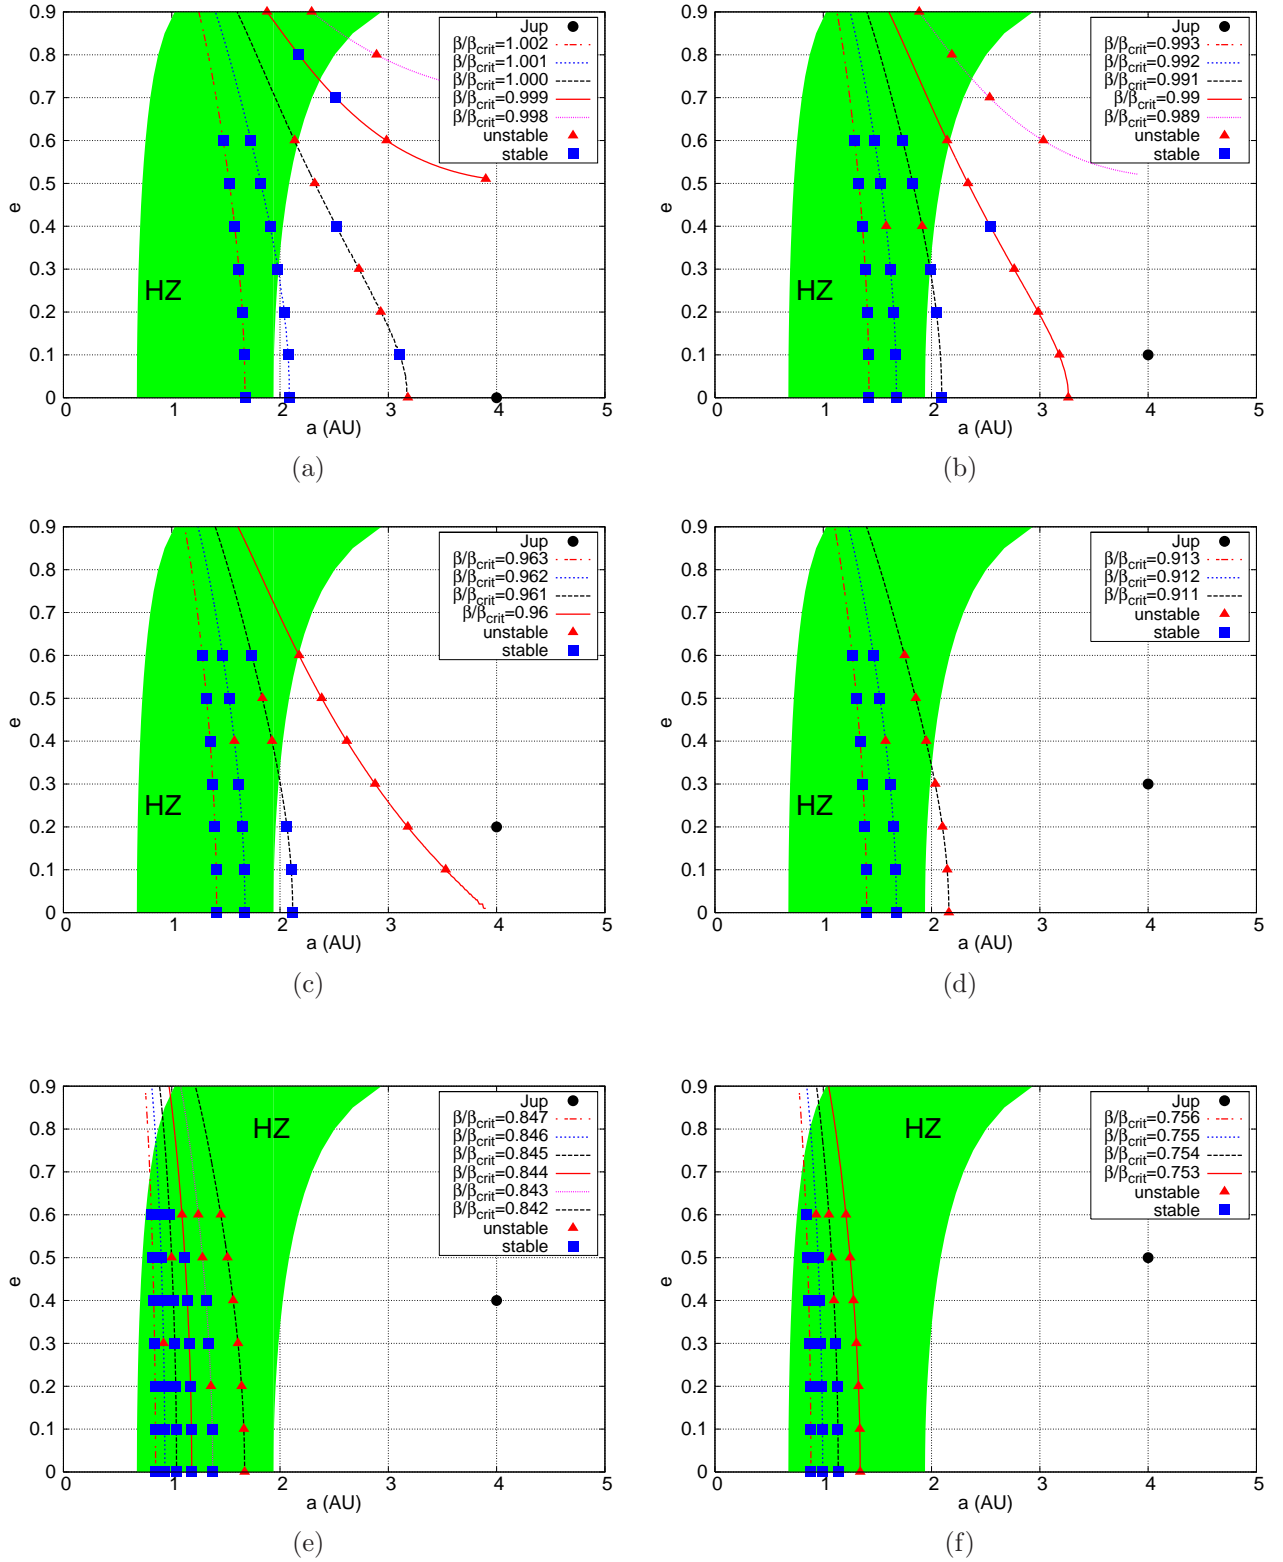 0.9
0.8
0.7
0.6
0.5
0.4
0.3
0.2
0.1
0
e
HZ
Jup
β/βcrit=1.002
β/βcrit=1.001
β/βcrit=1.000
β/βcrit=0.999
β/βcrit=0.998
unstable
stable
0 1 2 3 4 5
a (AU)
(a)
0.9
0.8
0.7
0.6
0.5
0.4
0.3
0.2
0.1
0
e
HZ
Jup
β/βcrit=0.993
β/βcrit=0.992
β/βcrit=0.991
β/βcrit=0.99
β/βcrit=0.989
unstable
stable
0 1 2 3 4 5
a (AU)
(b)
0.9
0.8
0.7
0.6
0.5
0.4
0.3
0.2
0.1
0
e
HZ
Jup
β/βcrit=0.963
β/βcrit=0.962
β/βcrit=0.961
β/βcrit=0.96
unstable
stable
0 1 2 3 4 5
a (AU)
(c)
0.9
0.8
0.7
0.6
0.5
0.4
0.3
0.2
0.1
0
e
HZ
Jup
β/βcrit=0.913
β/βcrit=0.912
β/βcrit=0.911
unstable
stable
0 1 2 3 4 5
a (AU)
(d)
0.9
0.8
0.7
0.6
0.5
0.4
0.3
0.2
0.1
0
e
HZ
Jup
β/βcrit=0.847
β/βcrit=0.846
β/βcrit=0.845
β/βcrit=0.844
β/βcrit=0.843
β/βcrit=0.842
unstable
stable
0 1 2 3 4 5
a (AU)
(e)
0.9
0.8
0.7
0.6
0.5
0.4
0.3
0.2
0.1
0
e
HZ
Jup
β/βcrit=0.756
β/βcrit=0.755
β/βcrit=0.754
β/βcrit=0.753
unstable
stable
0 1 2 3 4 5
a (AU)
(f)